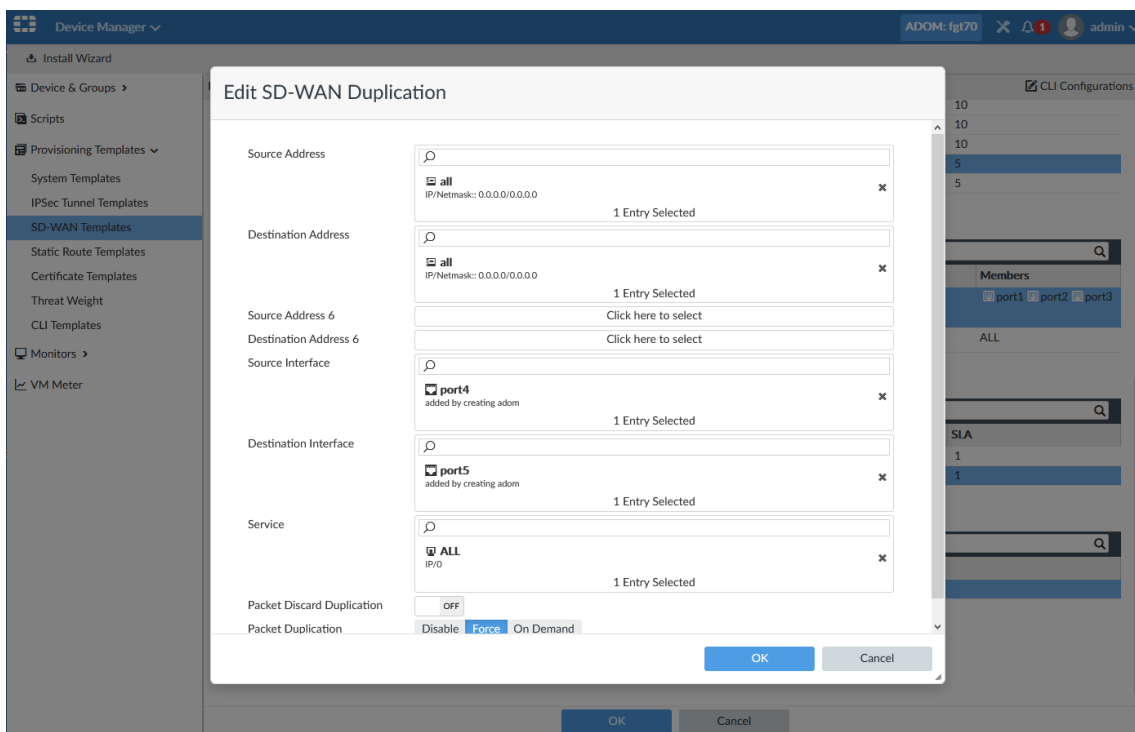 Device Manager
ADOM: fgt70
1
admin
Install Wizard
Device & Groups
CLI Configurations
Scripts
Provisioning Templates
System Templates
IPSec Tunnel Templates
SD-WAN Templates
Static Route Templates
Certificate Templates
Threat Weight
CLI Templates
Monitors
VM Meter
Edit SD-WAN Duplication
Source Address
all
IP/Netmask:: 0.0.0.0/0.0.0.0
1 Entry Selected
Destination Address
all
IP/Netmask:: 0.0.0.0/0.0.0.0
1 Entry Selected
Source Address 6
Click here to select
Destination Address 6
Click here to select
Source Interface
port4
added by creating adom
1 Entry Selected
Destination Interface
port5
added by creating adom
1 Entry Selected
Service
ALL
IP/0
1 Entry Selected
Packet Discard Duplication
OFF
Packet Duplication
Disable Force On Demand
OK Cancel
10
10
10
5
5
Members
port1 port2 port3
ALL
SLA
1
1
OK Cancel